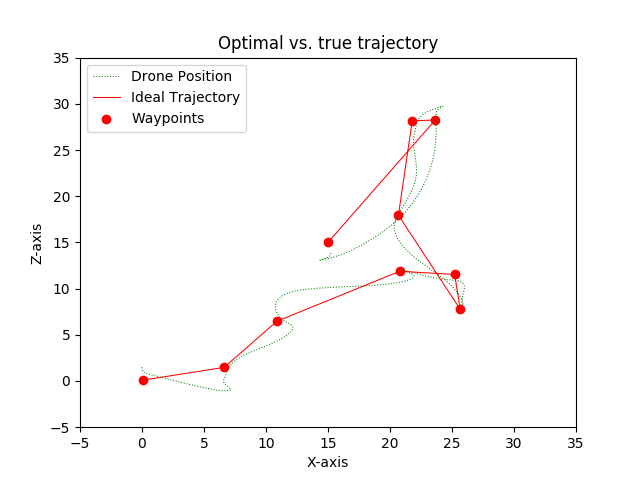 Optimal vs. true trajectory
Drone Position
Ideal Trajectory
Waypoints
35
30
25
20
15
10
5
0
−5
Z-axis
−5 0 5 10 15 20 25 30 35
X-axis